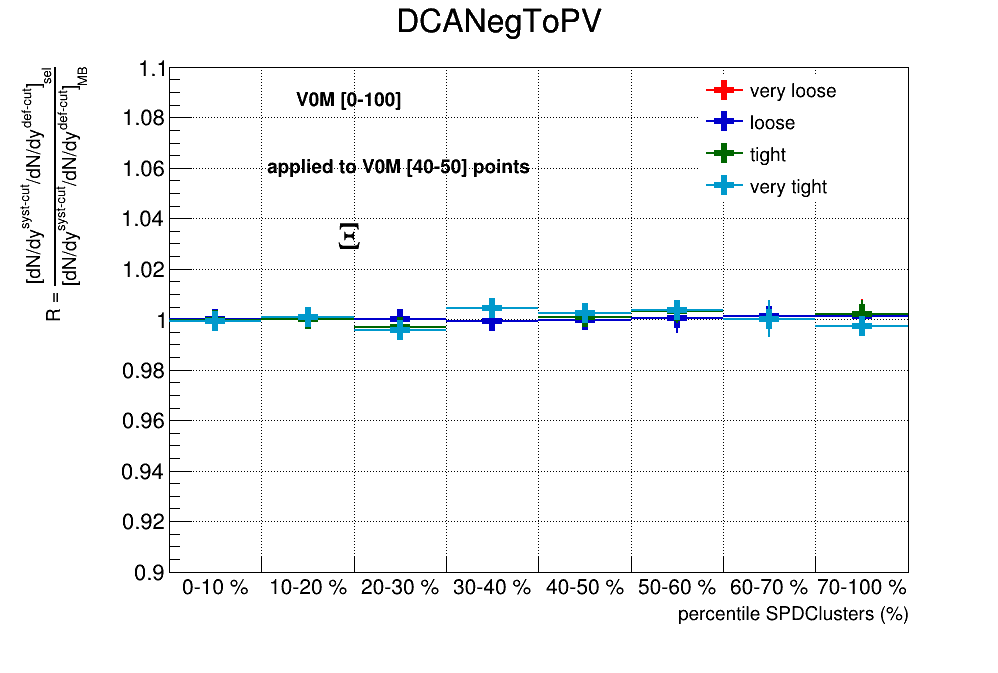 DCANegToPV
R = [dN/dy^syst-cut/dN/dy^def-cut]_sel
[dN/dy^syst-cut/dN/dy^def-cut]_MB
V0M [0-100]
applied to V0M [40-50] points
Ξ
very loose
loose
tight
very tight
1.1
1.08
1.06
1.04
1.02
1
0.98
0.96
0.94
0.92
0.9
0-10 % 10-20 % 20-30 % 30-40 % 40-50 % 50-60 % 60-70 % 70-100 %
percentile SPDClusters (%)